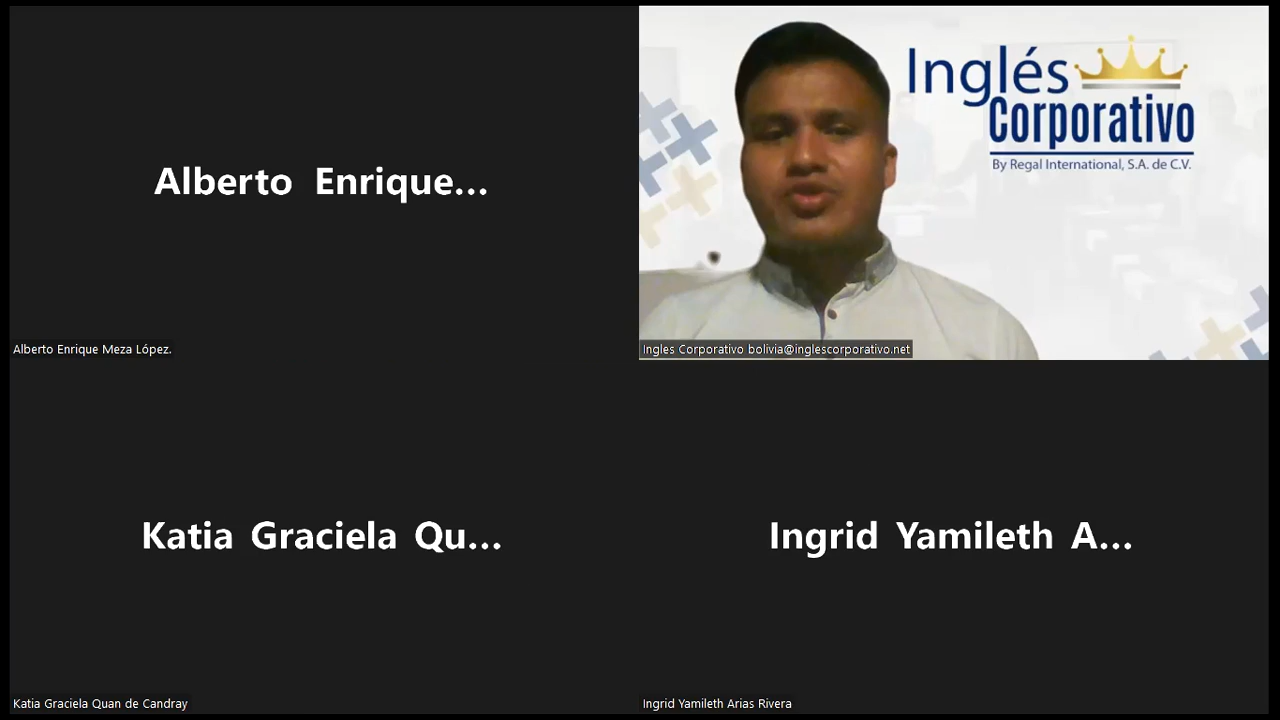 Alberto Enrique...
Alberto Enrique Meza López.
Inglés
Corporativo
By Regal International, S.A. de C.V.
Ingles Corporativo bolivia@inglescorporativo.net
Katia Graciela Qu...
Katia Graciela Quan de Candray
Ingrid Yamileth A...
Ingrid Yamileth Arias Rivera